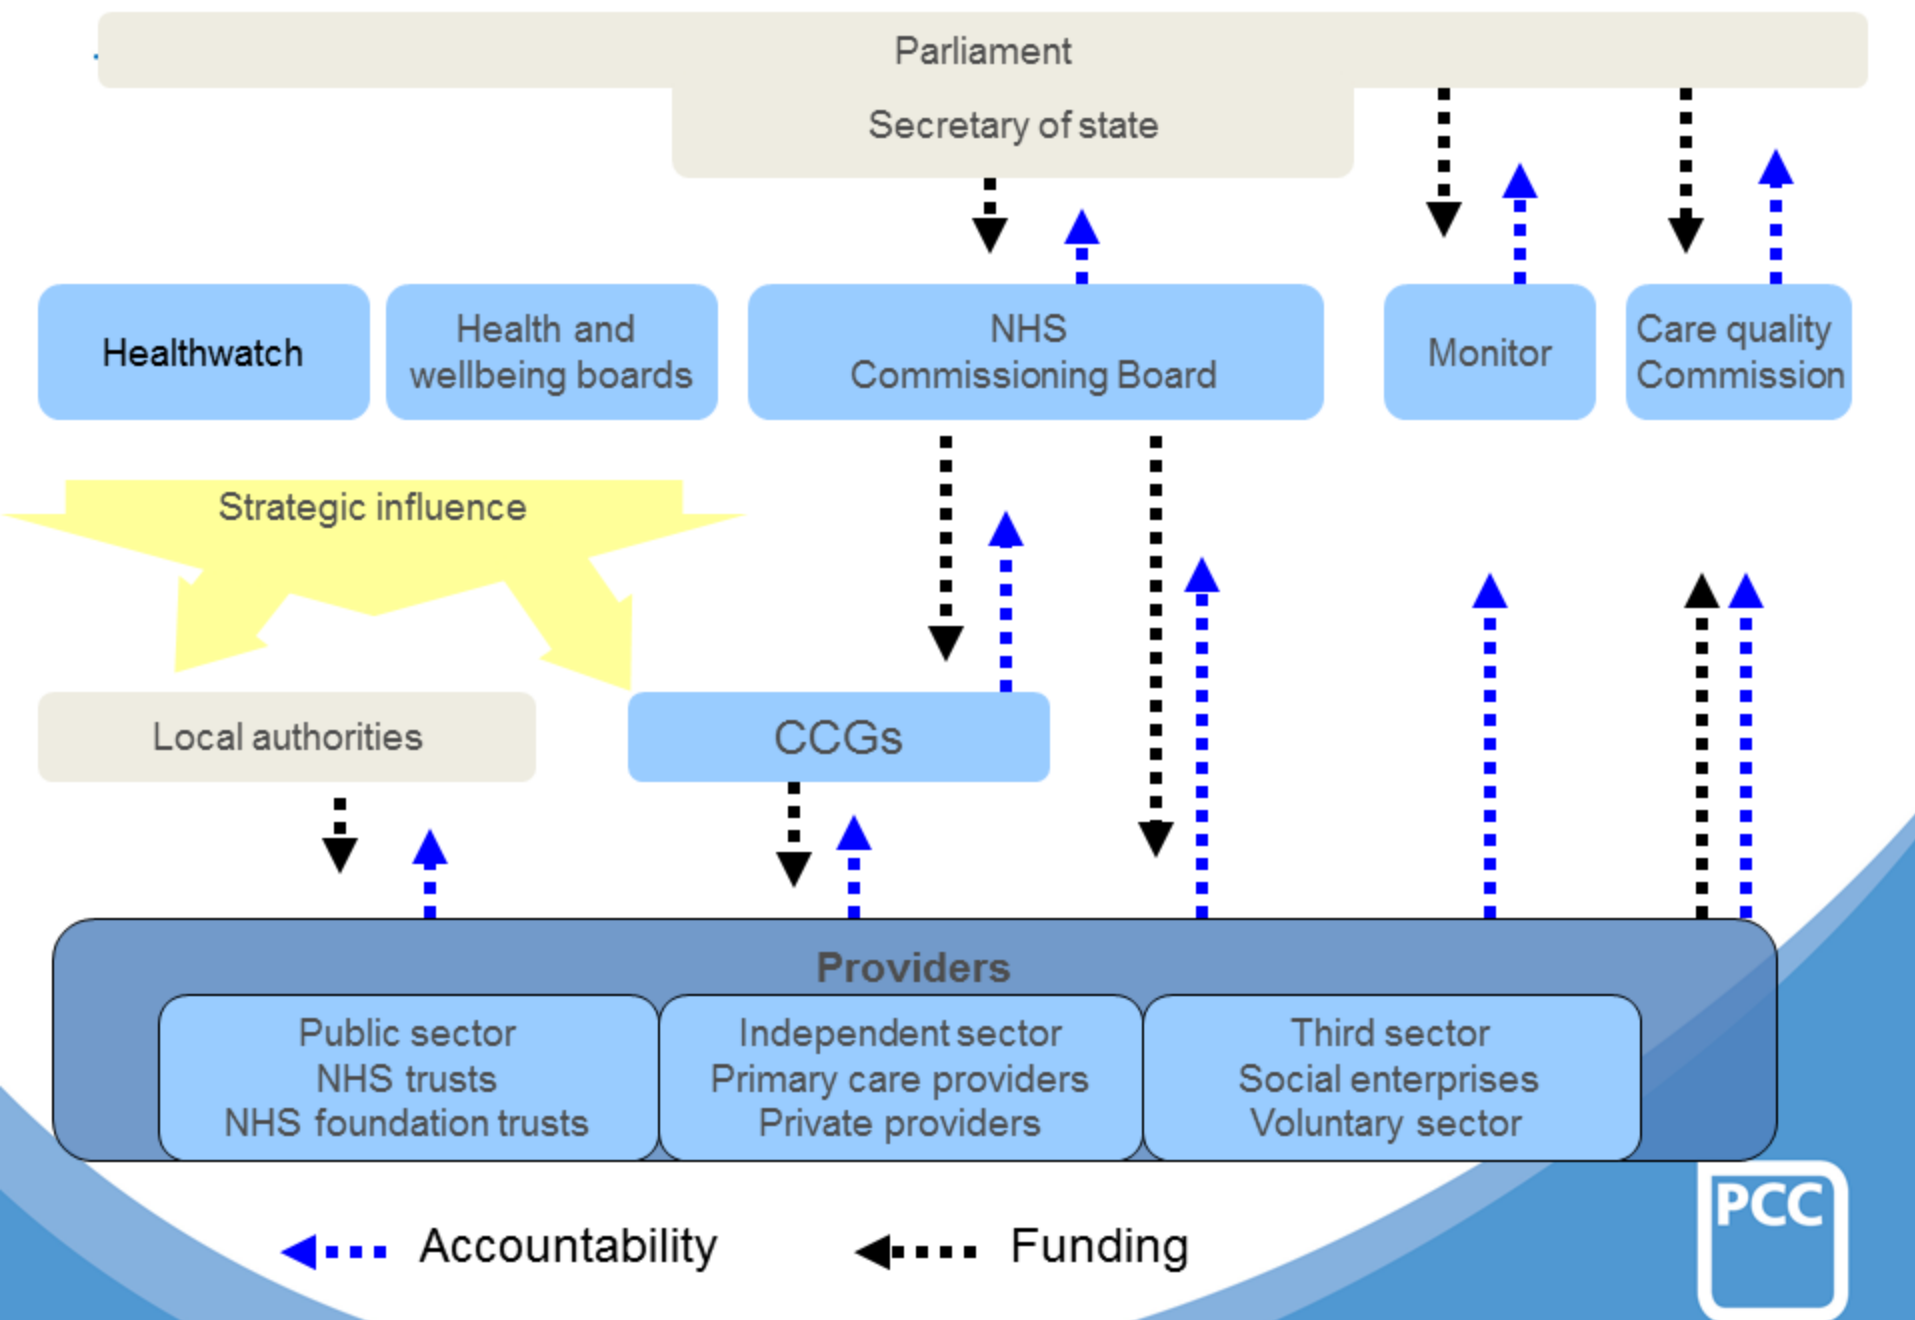 Parliament
Secretary of state
Healthwatch
Health and
wellbeing boards
NHS
Commissioning Board
Monitor
Care quality
Commission
Strategic influence
Local authorities
CCGs
Providers
Public sector
NHS trusts
NHS foundation trusts
Independent sector
Primary care providers
Private providers
Third sector
Social enterprises
Voluntary sector
Accountability
Funding
PCC